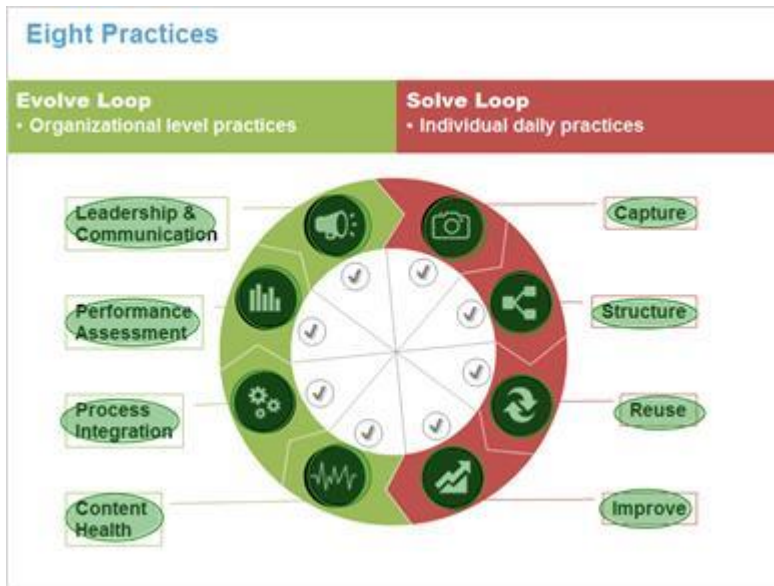 Eight Practices
Evolve Loop
• Organizational level practices
Solve Loop
• Individual daily practices
Leadership &
Communication
Performance
Assessment
Process
Integration
Content
Health
Capture
Structure
Reuse
Improve